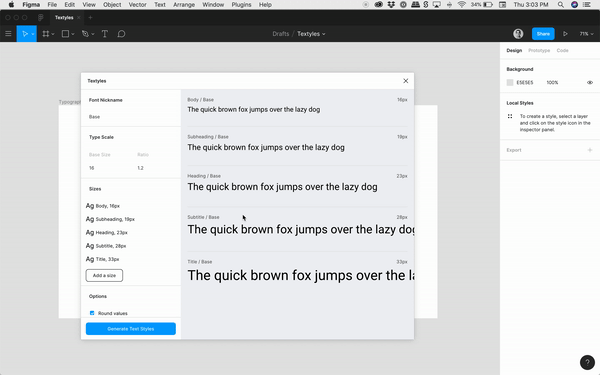 Figma File Edit View Object Vector Text Arrange Window Plugins Help 34% Thu 3:03 PM
Textyles
Drafts / Textyles
Share
71%
Design Prototype Code
Background
E5E5E5 100%
Local Styles
To create a style, select a layer
and click on the style icon in the
inspector panel.
Export
Typograp
Textyles
Font Nickname
Base
Type Scale
Base Size Ratio
16 1.2
Sizes
Ag Body, 16px
Ag Subheading, 19px
Ag Heading, 23px
Ag Subtitle, 28px
Ag Title, 33px
Add a size
Options
Round values
Generate Text Styles
Body / Base 16px
The quick brown fox jumps over the lazy dog
Subheading / Base 19px
The quick brown fox jumps over the lazy dog
Heading / Base 23px
The quick brown fox jumps over the lazy dog
Subtitle / Base 28px
The quick brown fox jumps over the lazy dog
Title / Base 33px
The quick brown fox jumps over the la
?